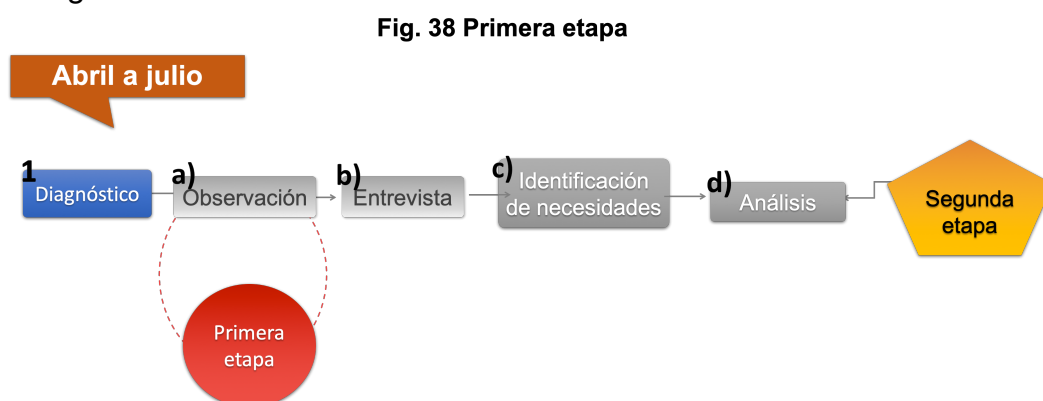 Fig. 38 Primera etapa
Abril a julio
1
Diagnóstico
a)
Observación
b)
Entrevista
c)
Identificación
de necesidades
d)
Análisis
Segunda
etapa
Primera
etapa